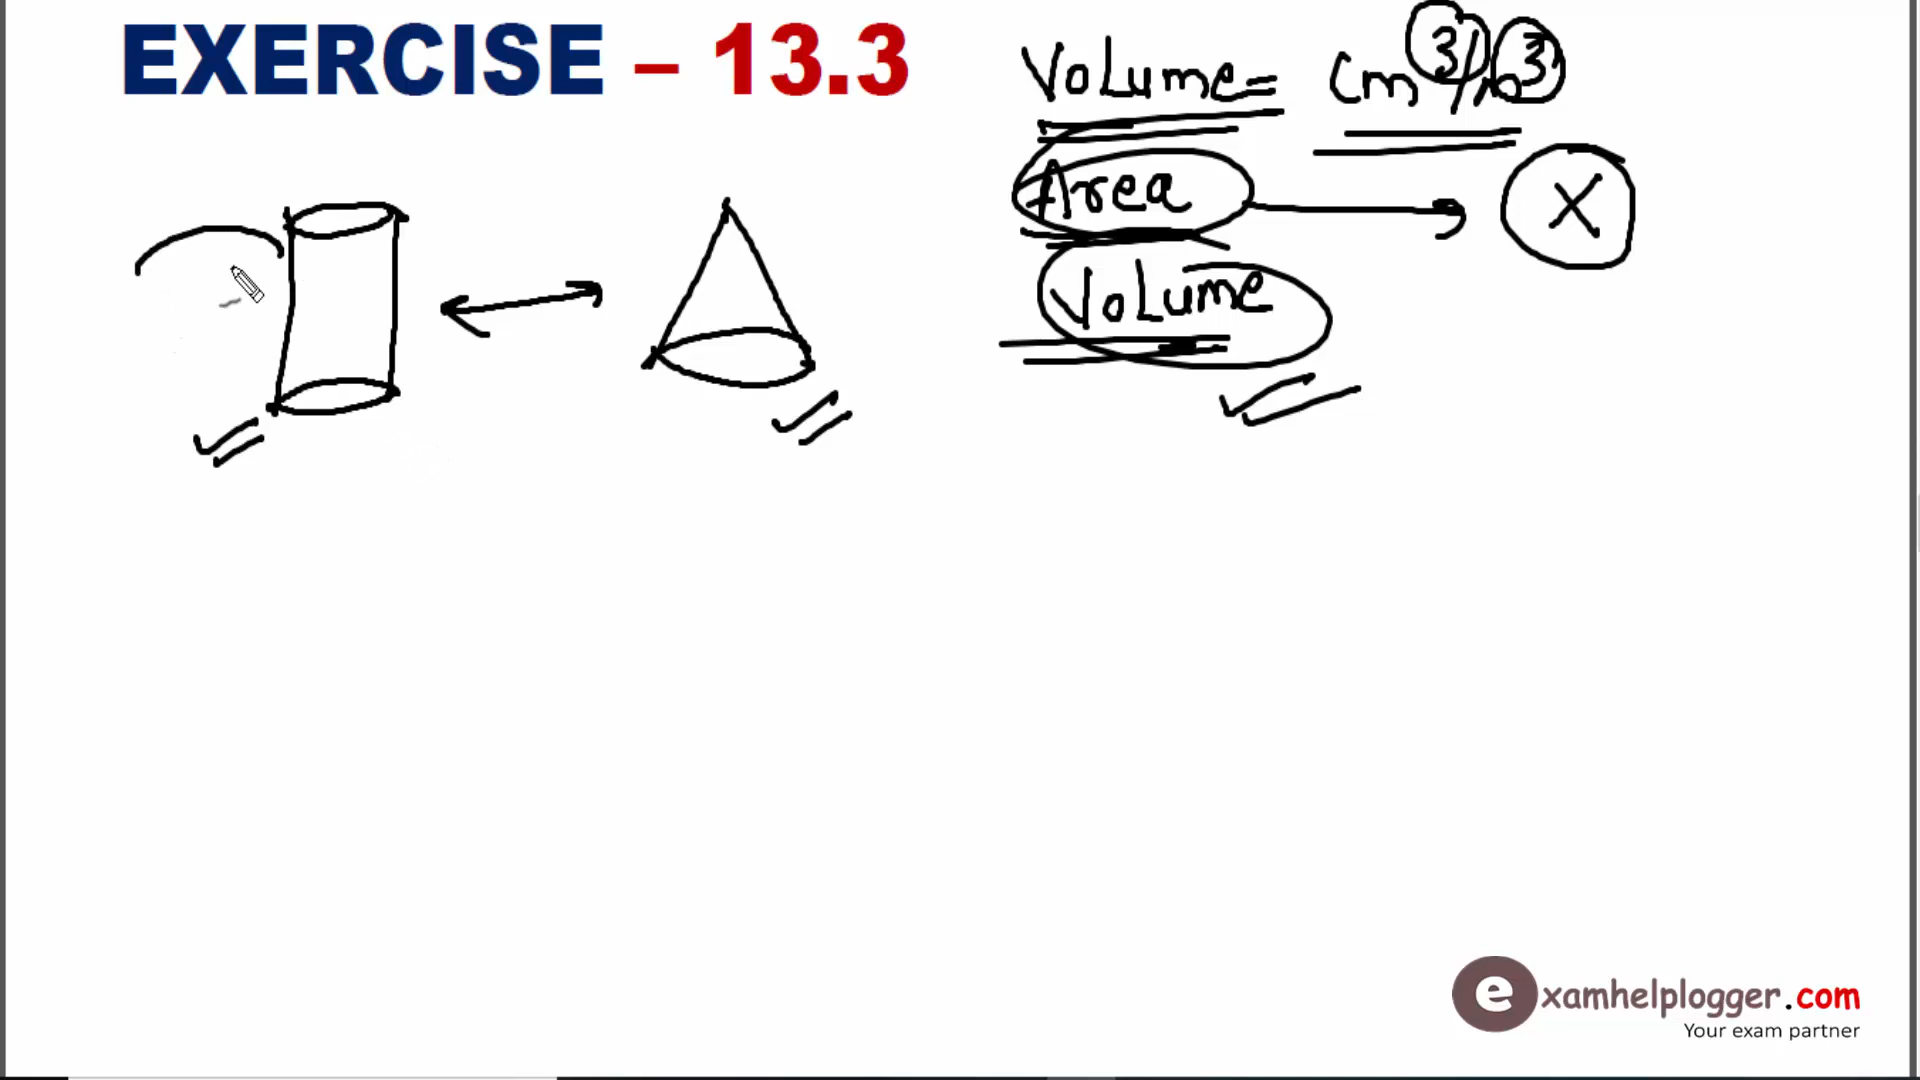 EXERCISE – 13.3
Volume = cm³/m³
Area
X
Volume
examhelplogger.com
Your exam partner